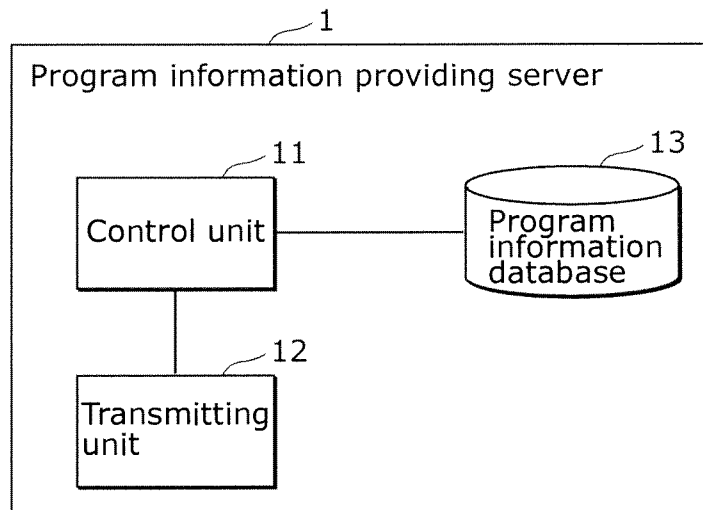 1
Program information providing server
11
Control unit
13
Program
information
database
12
Transmitting
unit